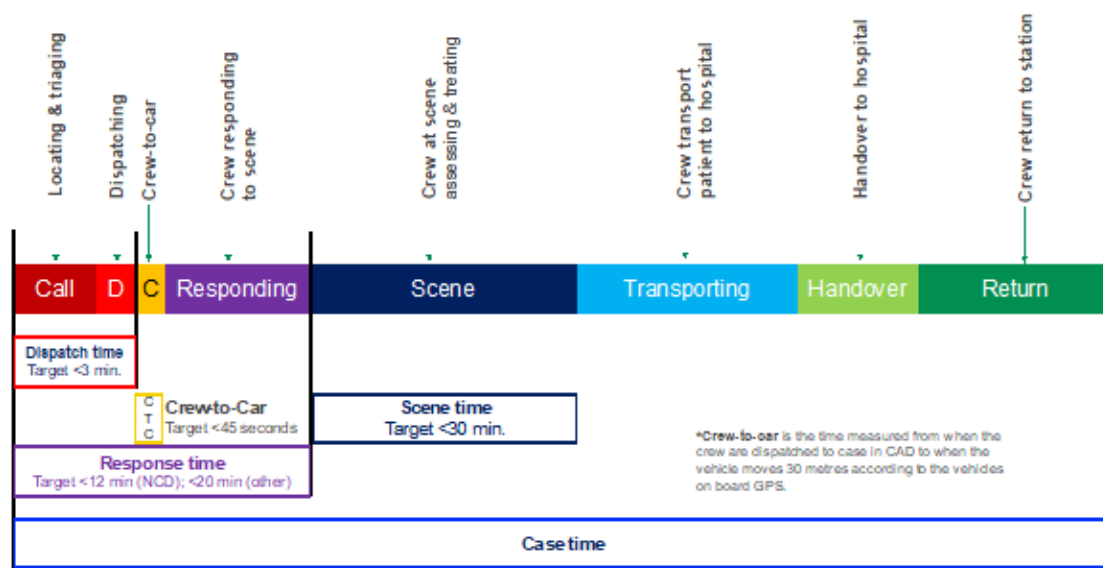 Locating & triaging
Dispatching
Crew-to-car
Crew responding
to scene
Crew at scene
assessing & treating
Crew transport
patient to hospital
Handover to hospital
Crew return to station
Call
D
C
Responding
Scene
Transporting
Handover
Return
Dispatch time
Target <3 min.
C
T
C
Crew-to-Car
Target <45 seconds
Scene time
Target <30 min.
Response time
Target <12 min (NCD); <20 min (other)
*Crew-to-car is the time measured from when the
crew are dispatched to case in CAD to when the
vehicle moves 30 metres according to the vehicles
on board GPS.
Case time